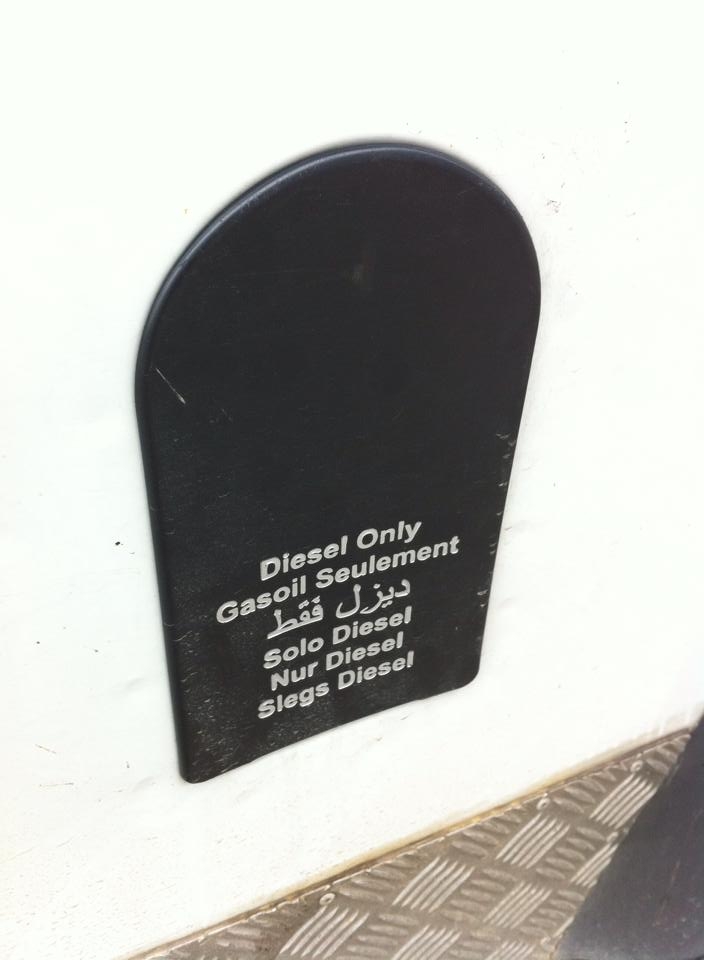 Diesel Only
Gasoil Seulement
ديزل فقط
Solo Diesel
Nur Diesel
Slegs Diesel